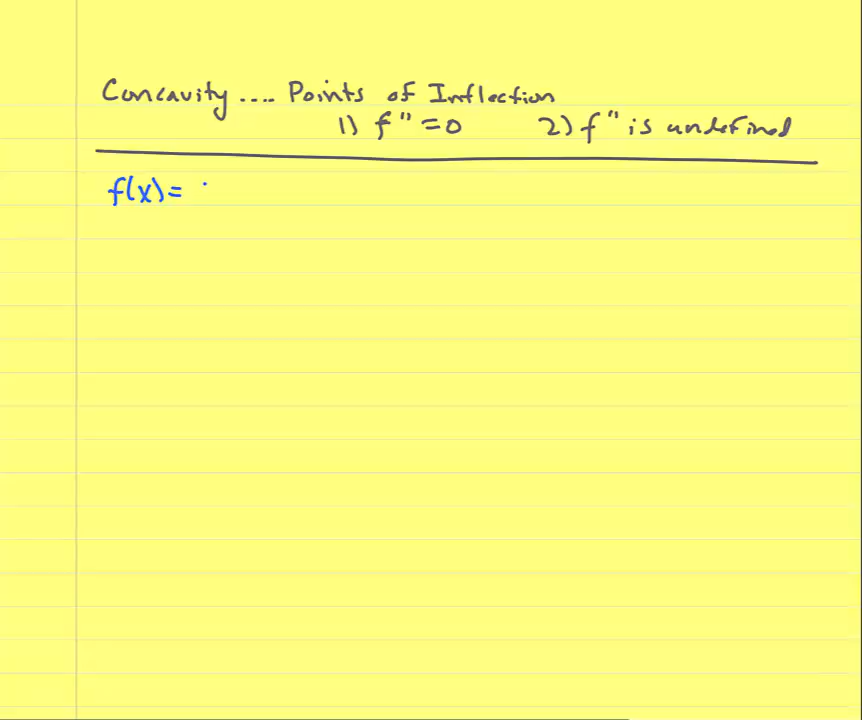 Concavity .... Points of Inflection
1) f" = 0 2) f" is undefined
f(x) =